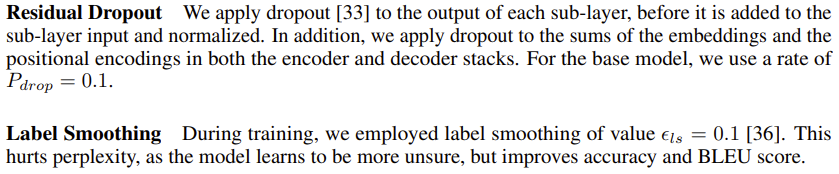 Residual Dropout We apply dropout [33] to the output of each sub-layer, before it is added to the
sub-layer input and normalized. In addition, we apply dropout to the sums of the embeddings and the
positional encodings in both the encoder and decoder stacks. For the base model, we use a rate of
P_drop = 0.1.
Label Smoothing During training, we employed label smoothing of value ϵ_ls = 0.1 [36]. This
hurts perplexity, as the model learns to be more unsure, but improves accuracy and BLEU score.